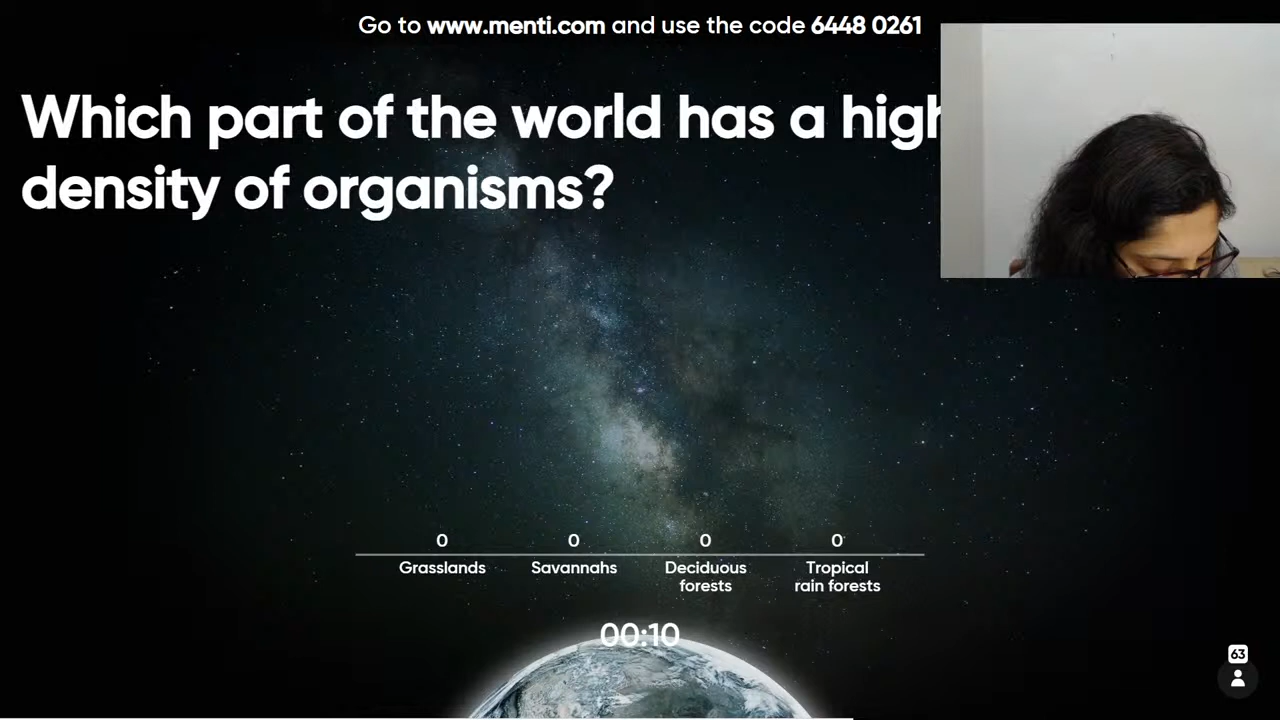 Go to www.menti.com and use the code 6448 0261
Which part of the world has a high
density of organisms?
0 0 0 0
Grasslands Savannahs Deciduous forests Tropical rain forests
00:10
63